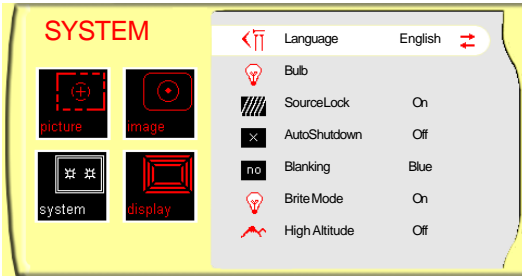 SYSTEM
picture
image
system
display
Language English
Bulb
SourceLock On
AutoShutdown Off
no Blanking Blue
BriteMode On
High Altitude Off